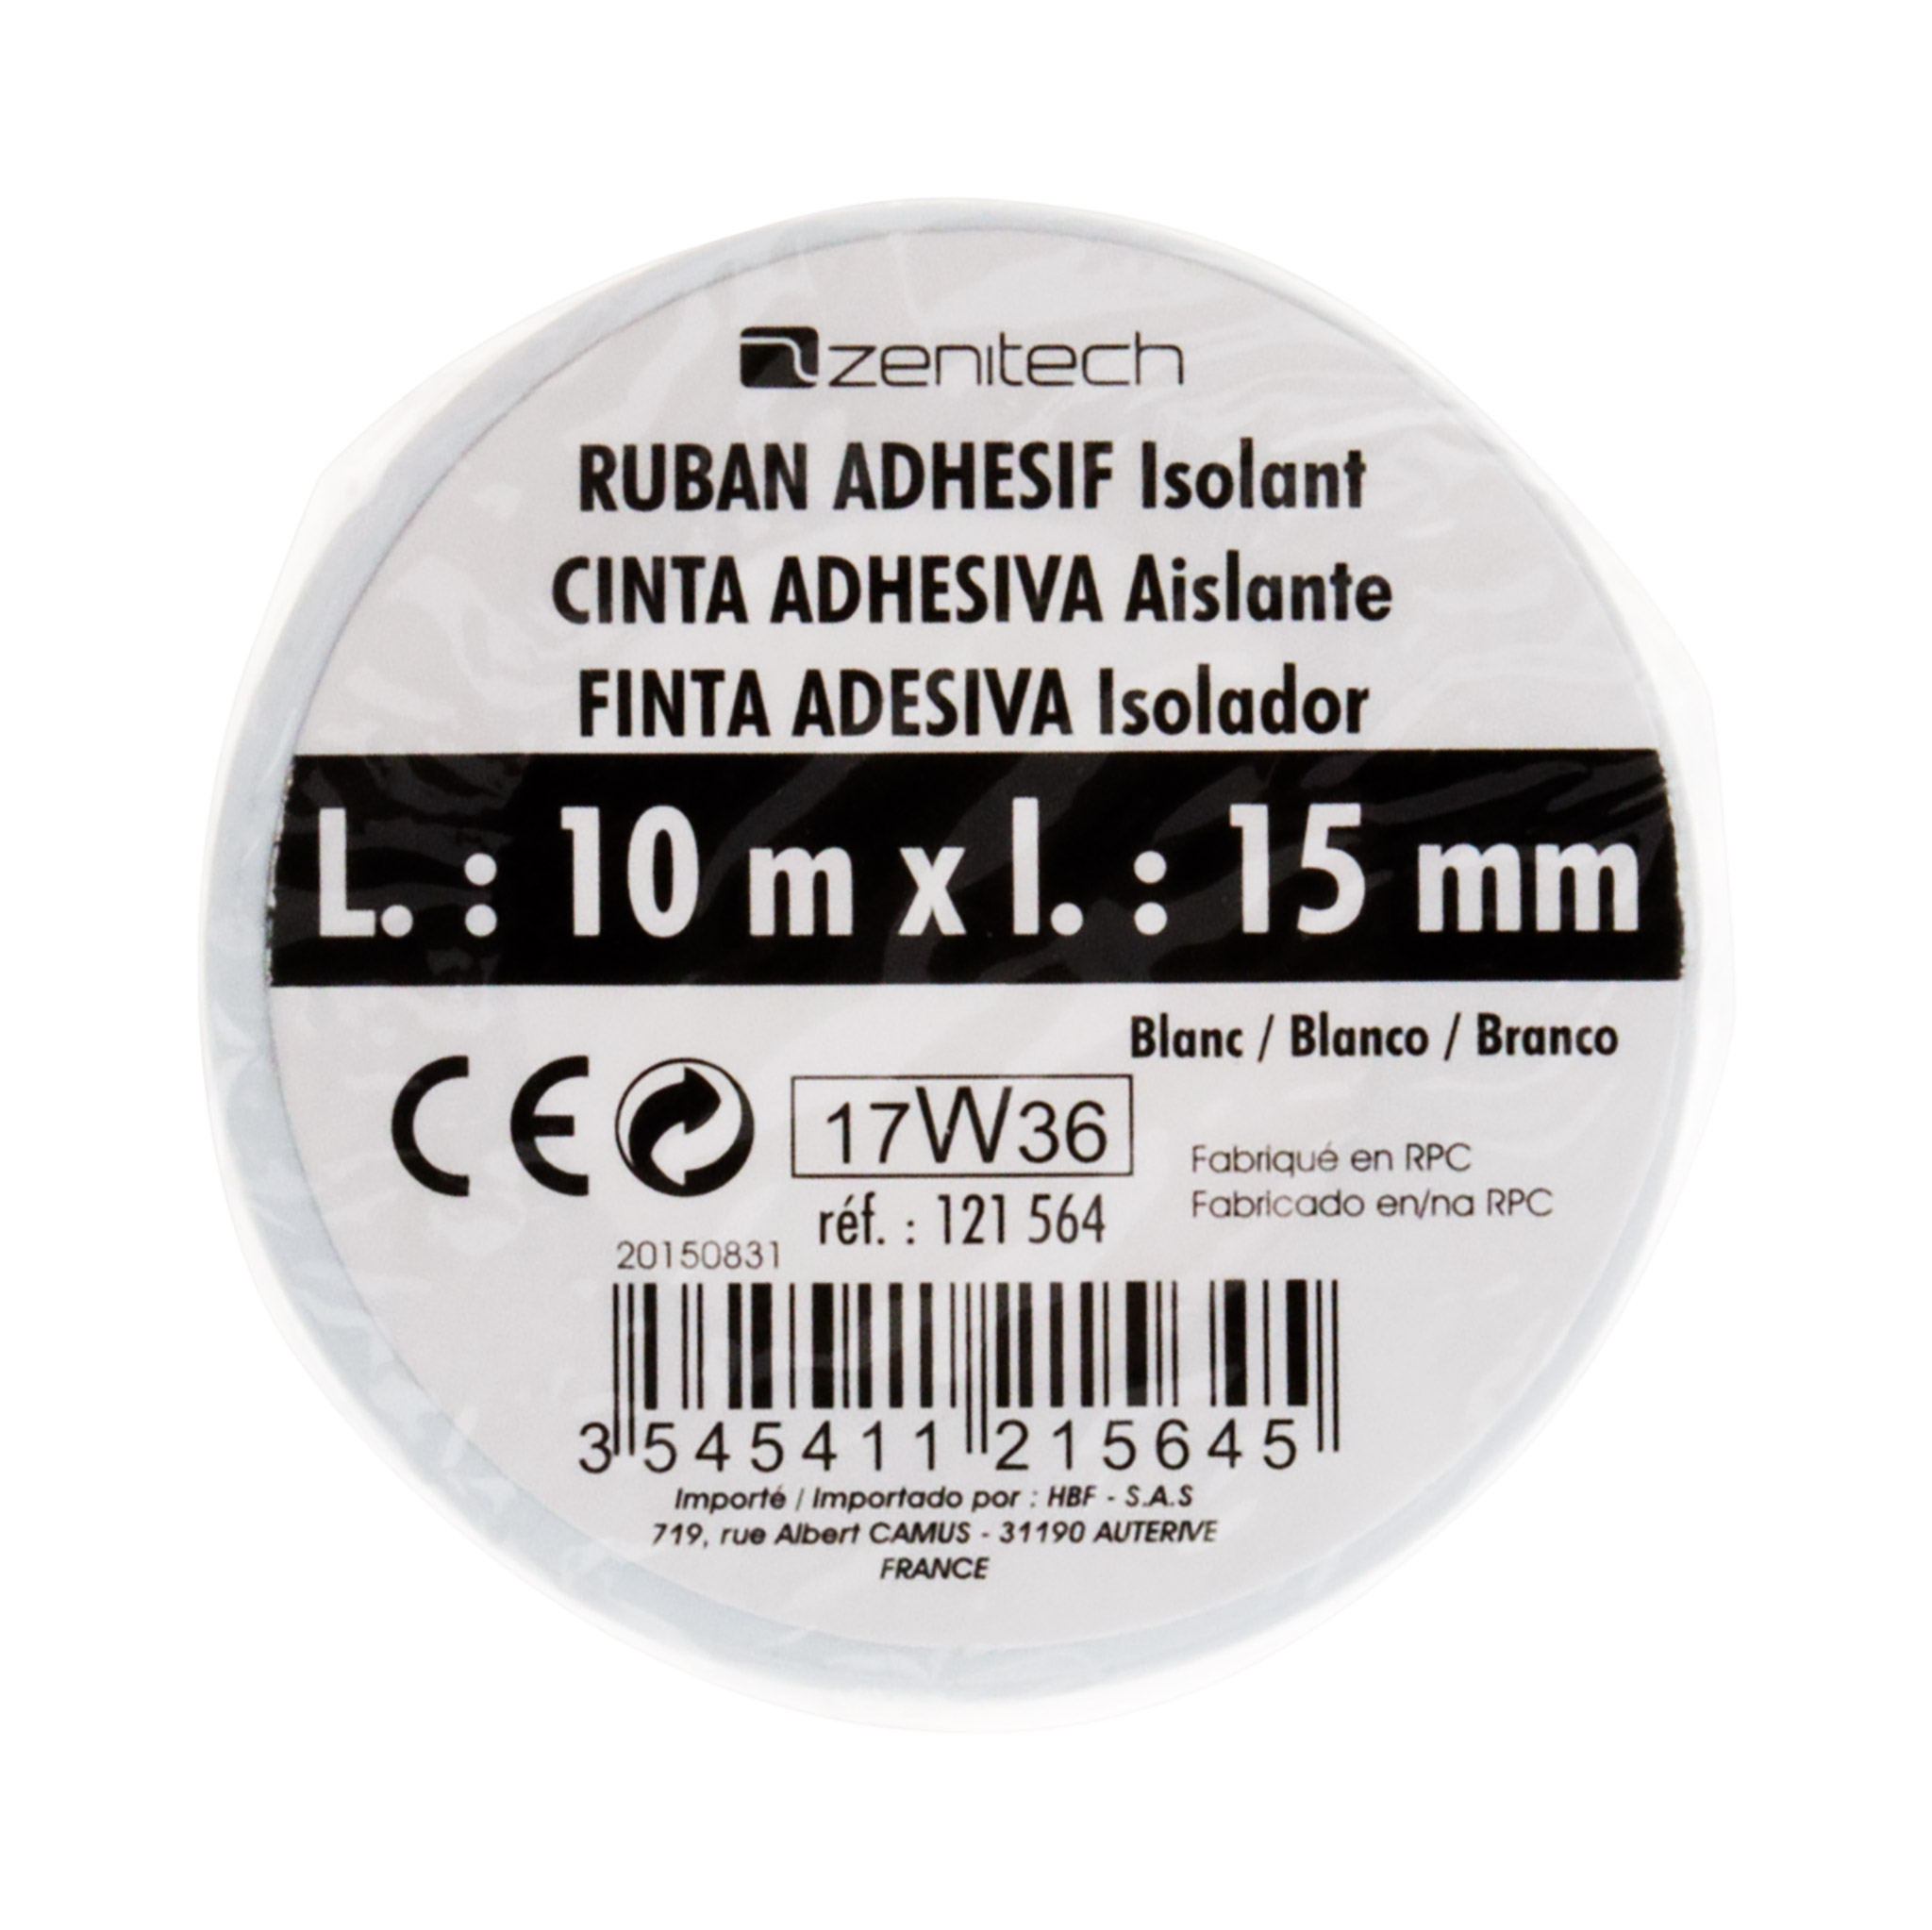 zenitech
RUBAN ADHESIF Isolant
CINTA ADHESIVA Aislante
FINTA ADESIVA Isolador
L. : 10 m x l. : 15 mm
Blanc / Blanco / Branco
CE
17W36
Fabriqué en RPC
Fabricado en/na RPC
réf. : 121 564
20150831
3 545411 215645
Importé / Importado por : HBF - S.A.S
719, rue Albert CAMUS - 31190 AUTERIVE
FRANCE